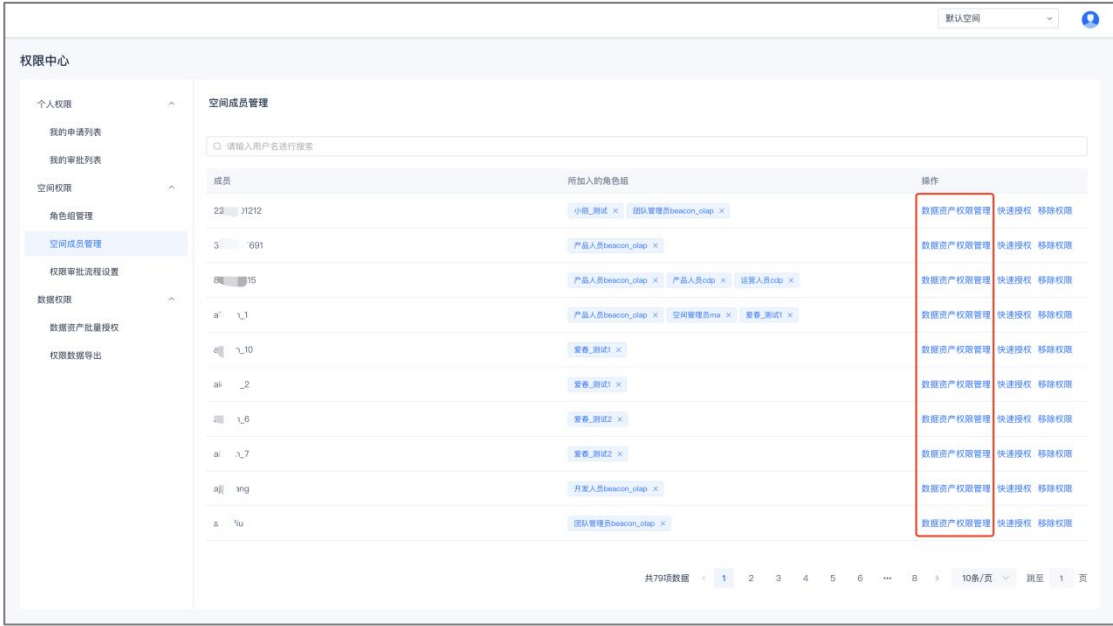 默认空间
权限中心
个人权限
我的申请列表
我的审批列表
空间权限
角色组管理
空间成员管理
权限审批流程设置
数据权限
数据资产批量授权
权限数据导出
空间成员管理
请输入用户名进行搜索
成员 所加入的角色组 操作
22 01212 小丽_测试 × 团队管理员beacon_olap × 数据资产权限管理 快速授权 移除权限
3 691 产品人员beacon_olap × 数据资产权限管理 快速授权 移除权限
15 产品人员beacon_olap × 产品人员cdp × 运营人员cdp × 数据资产权限管理 快速授权 移除权限
_1 产品人员beacon_olap × 空间管理员ma × 爱春_测试1 × 数据资产权限管理 快速授权 移除权限
_10 爱春_测试1 × 数据资产权限管理 快速授权 移除权限
_2 爱春_测试1 × 数据资产权限管理 快速授权 移除权限
_6 爱春_测试2 × 数据资产权限管理 快速授权 移除权限
_7 爱春_测试2 × 数据资产权限管理 快速授权 移除权限
开发人员beacon_olap × 数据资产权限管理 快速授权 移除权限
团队管理员beacon_olap × 数据资产权限管理 快速授权 移除权限
共79项数据 < 1 2 3 4 5 6 ··· 8 > 10条/页 跳至 1 页